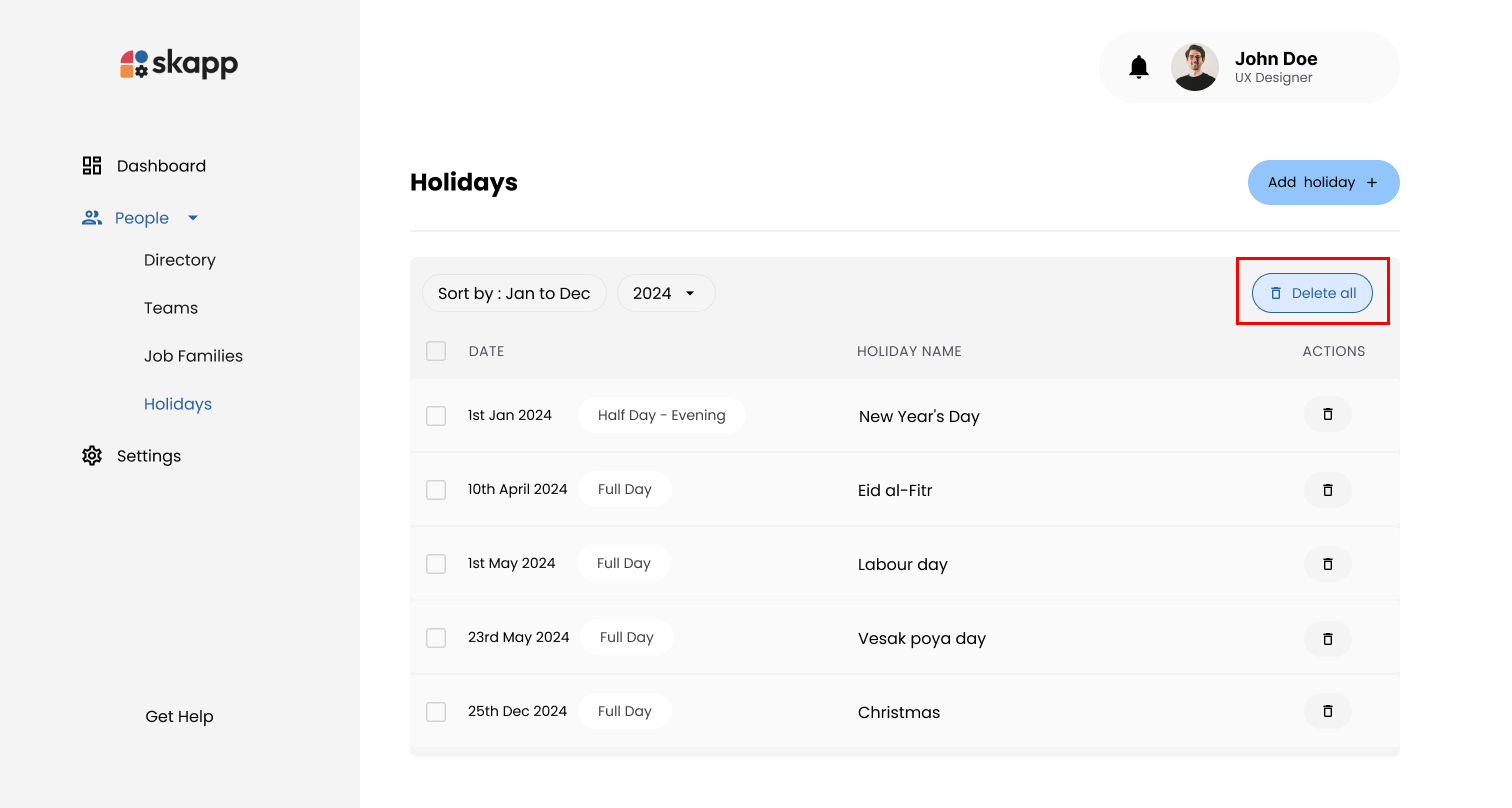 skapp
John Doe
UX Designer
Dashboard
People
Directory
Teams
Job Families
Holidays
Settings
Get Help
Holidays
Add holiday +
Sort by : Jan to Dec
2024
Delete all
DATE HOLIDAY NAME ACTIONS
1st Jan 2024 Half Day - Evening New Year's Day
10th April 2024 Full Day Eid al-Fitr
1st May 2024 Full Day Labour day
23rd May 2024 Full Day Vesak poya day
25th Dec 2024 Full Day Christmas